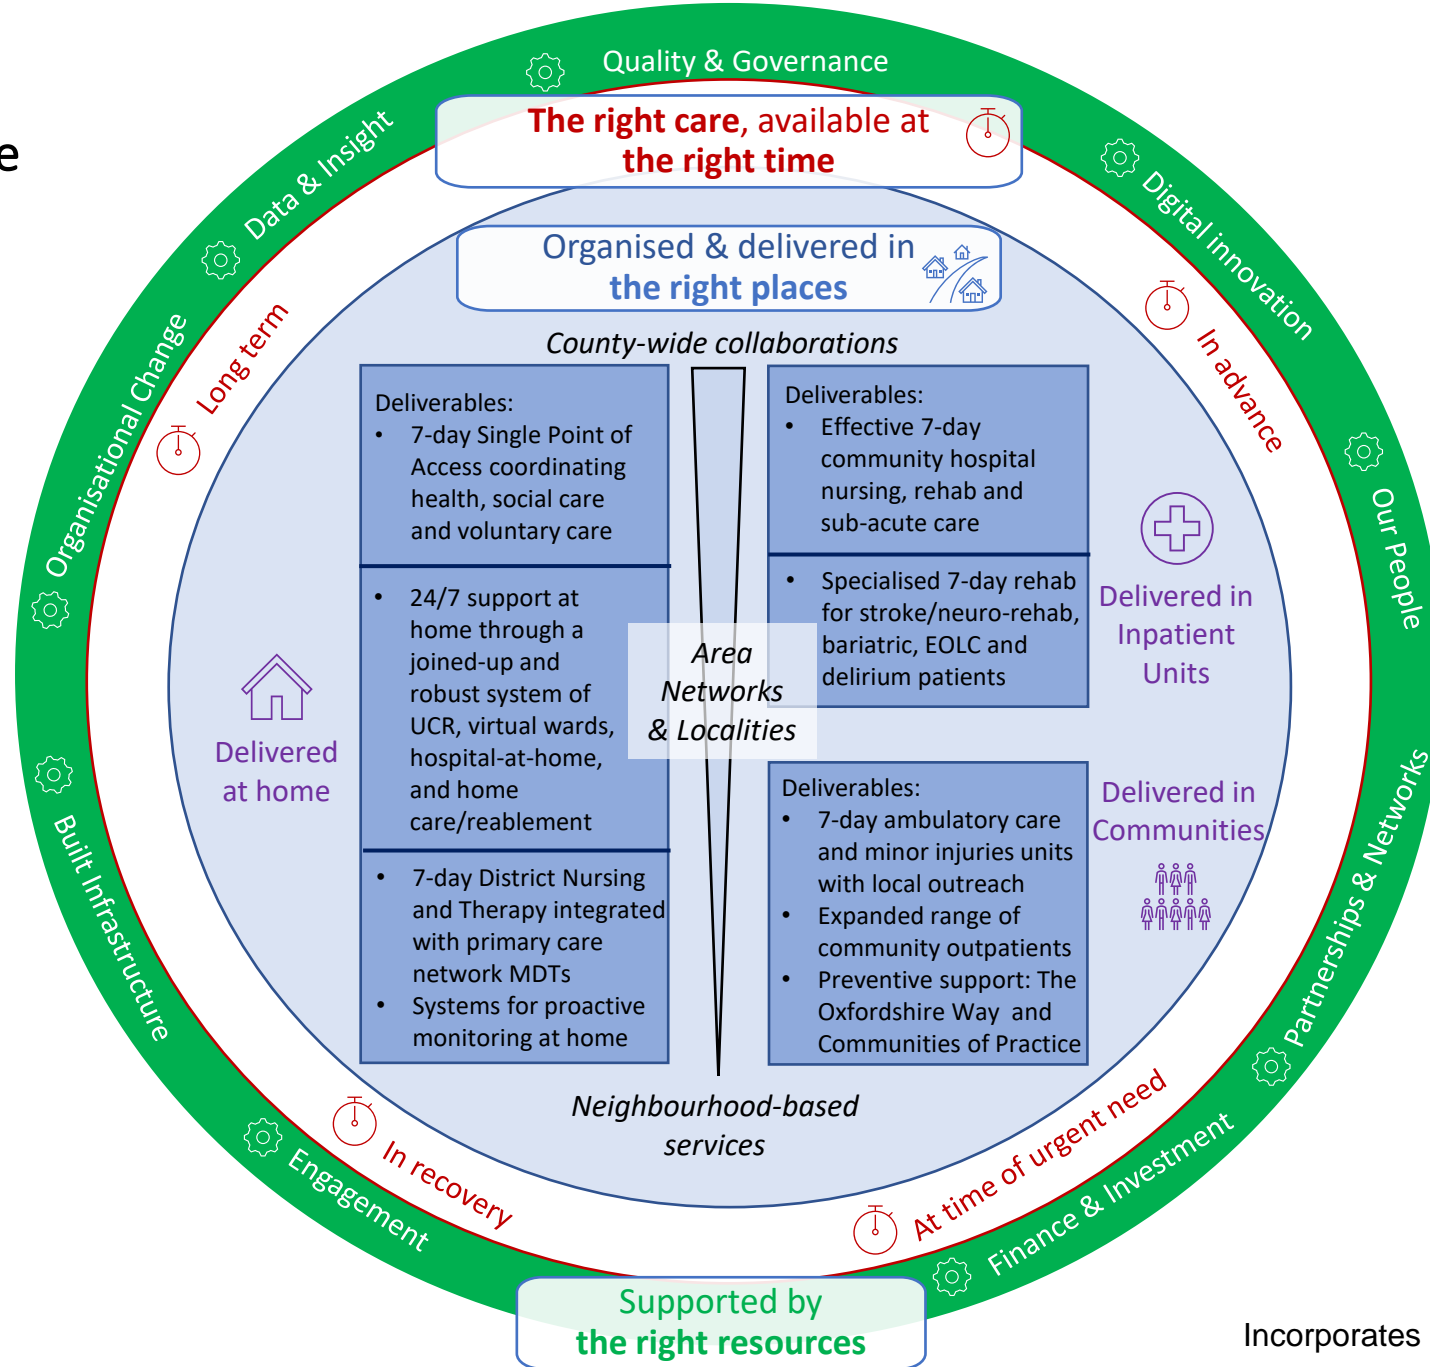 e
Quality & Governance
Data & Insight
Digital innovation
Organisational Change
Our People
Built Infrastructure
Partnerships & Networks
Engagement
Finance & Investment
The right care, available at
the right time
Long term
In advance
In recovery
At time of urgent need
Organised & delivered in
the right places
County-wide collaborations
Deliverables:
• 7-day Single Point of
Access coordinating
health, social care
and voluntary care
• 24/7 support at
home through a
joined-up and
robust system of
UCR, virtual wards,
hospital-at-home,
and home
care/reablement
• 7-day District Nursing
and Therapy integrated
with primary care
network MDTs
• Systems for proactive
monitoring at home
Delivered
at home
Area
Networks
& Localities
Deliverables:
• Effective 7-day
community hospital
nursing, rehab and
sub-acute care
• Specialised 7-day rehab
for stroke/neuro-rehab,
bariatric, EOLC and
delirium patients
Delivered in
Inpatient
Units
Deliverables:
• 7-day ambulatory care
and minor injuries units
with local outreach
• Expanded range of
community outpatients
• Preventive support: The
Oxfordshire Way and
Communities of Practice
Delivered in
Communities
Neighbourhood-based
services
Supported by
the right resources
Incorporates